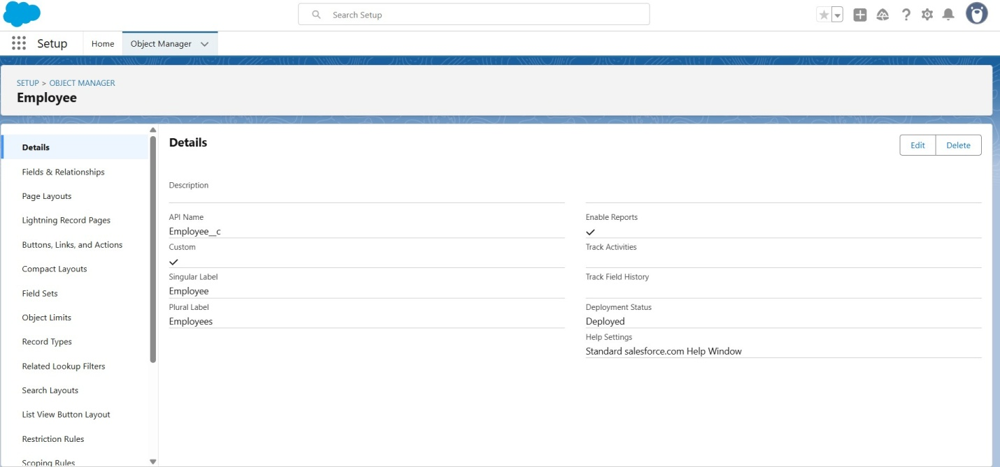 Search Setup
Setup
Home
Object Manager
SETUP > OBJECT MANAGER
Employee
Details
Fields & Relationships
Page Layouts
Lightning Record Pages
Buttons, Links, and Actions
Compact Layouts
Field Sets
Object Limits
Record Types
Related Lookup Filters
Search Layouts
List View Button Layout
Restriction Rules
Scoping Rules
Details
Edit
Delete
Description
API Name
Employee__c
Custom
Singular Label
Employee
Plural Label
Employees
Enable Reports
Track Activities
Track Field History
Deployment Status
Deployed
Help Settings
Standard salesforce.com Help Window